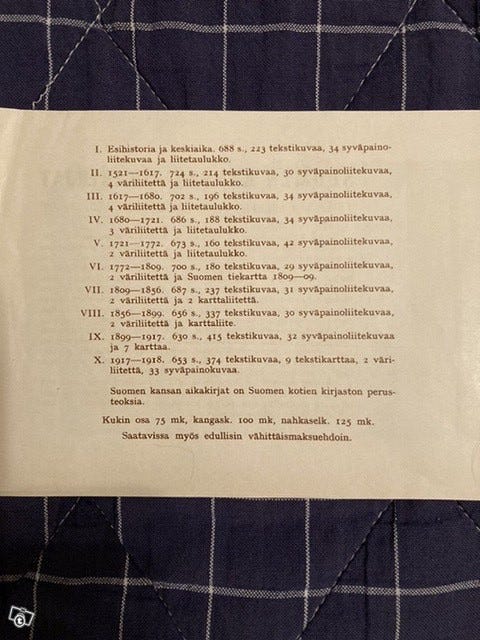 I. Esihistoria ja keskiaika. 688 s., 223 tekstikuvaa, 34 syväpaino-
liitekuvaa ja liitetaulukko.
II. 1521—1617. 724 s., 214 tekstikuvaa, 30 syväpainoliitekuvaa,
4 väriliitettä ja liitetaulukko.
III. 1617—1680. 702 s., 196 tekstikuvaa, 34 syväpainoliitekuvaa,
4 väriliitettä ja liitetaulukko.
IV. 1680—1721. 686 s., 188 tekstikuvaa, 34 syväpainoliitekuvaa,
3 väriliitettä ja liitetaulukko.
V. 1721—1772. 673 s., 160 tekstikuvaa, 42 syväpainoliitekuvaa,
2 väriliitettä ja liitetaulukko.
VI. 1772—1809. 700 s., 180 tekstikuvaa, 29 syväpainoliitekuvaa,
2 väriliitettä ja Suomen tiekartta 1809—09.
VII. 1809—1856. 687 s., 237 tekstikuvaa, 31 syväpainoliitekuvaa,
2 väriliitettä ja 2 karttaliitettä.
VIII. 1856—1899. 656 s., 337 tekstikuvaa, 30 syväpainoliitekuvaa,
2 väriliitettä ja karttaliite.
IX. 1899—1917. 630 s., 415 tekstikuvaa, 32 syväpainoliitekuvaa
ja 7 karttaa.
X. 1917—1918. 653 s., 374 tekstikuvaa, 9 tekstikarttaa, 2 väri-
liitettä, 33 syväpainokuvaa.
Suomen kansan aikakirjat on Suomen kotien kirjaston perus-
teoksia.
Kukin osa 75 mk, kangask. 100 mk, nahkaselk. 125 mk.
Saatavissa myös edullisin vähittäismaksuehdoin.